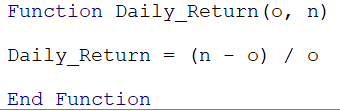 Function Daily_Return(o, n)
Daily_Return = (n - o) / o
End Function